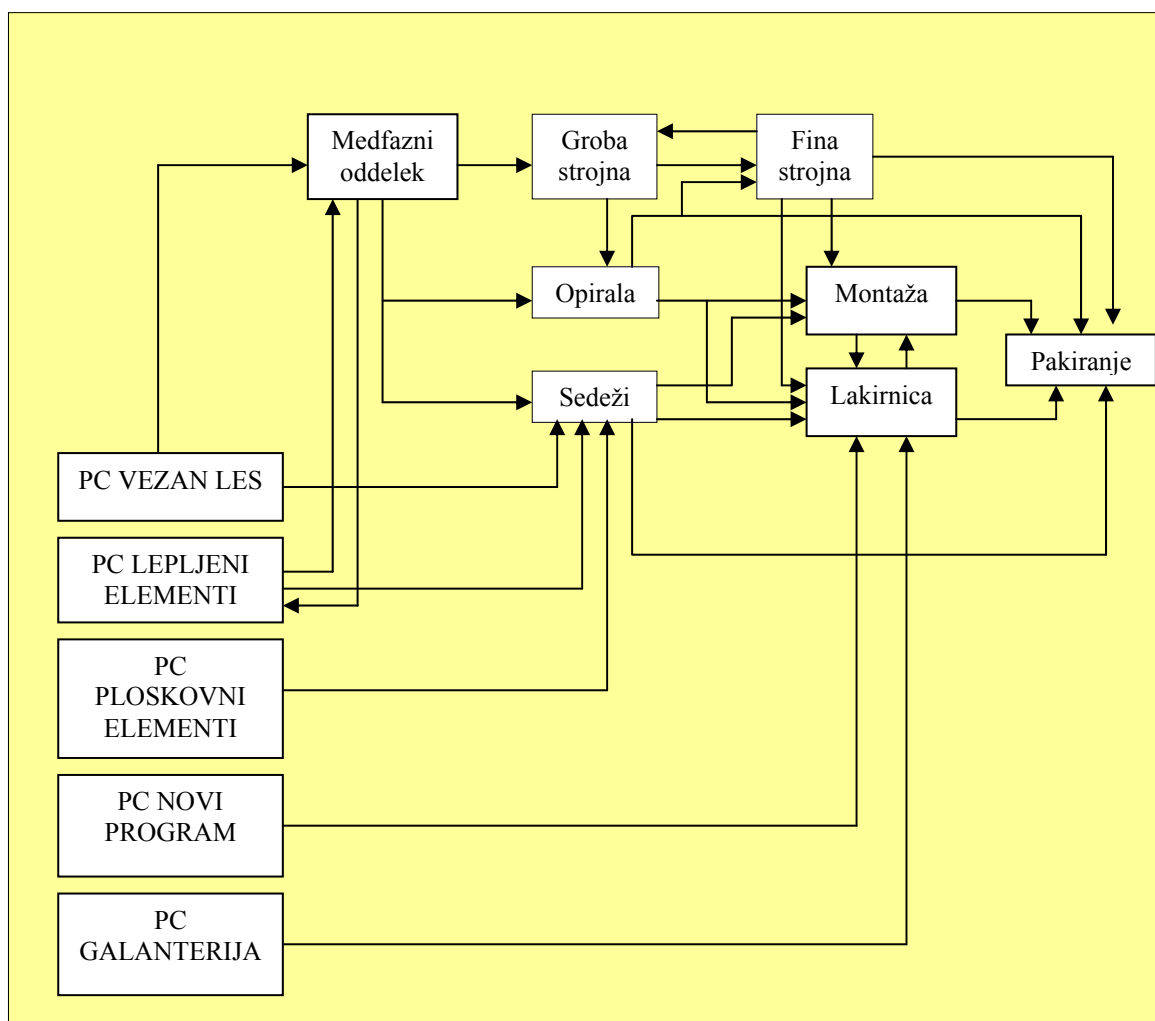 Medfazni
oddelek
Groba
strojna
Fina
strojna
Opirala
Montaža
Pakiranje
Sedeži
Lakirnica
PC VEZAN LES
PC LEPLJENI
ELEMENTI
PC
PLOSKOVNI
ELEMENTI
PC NOVI
PROGRAM
PC
GALANTERIJA